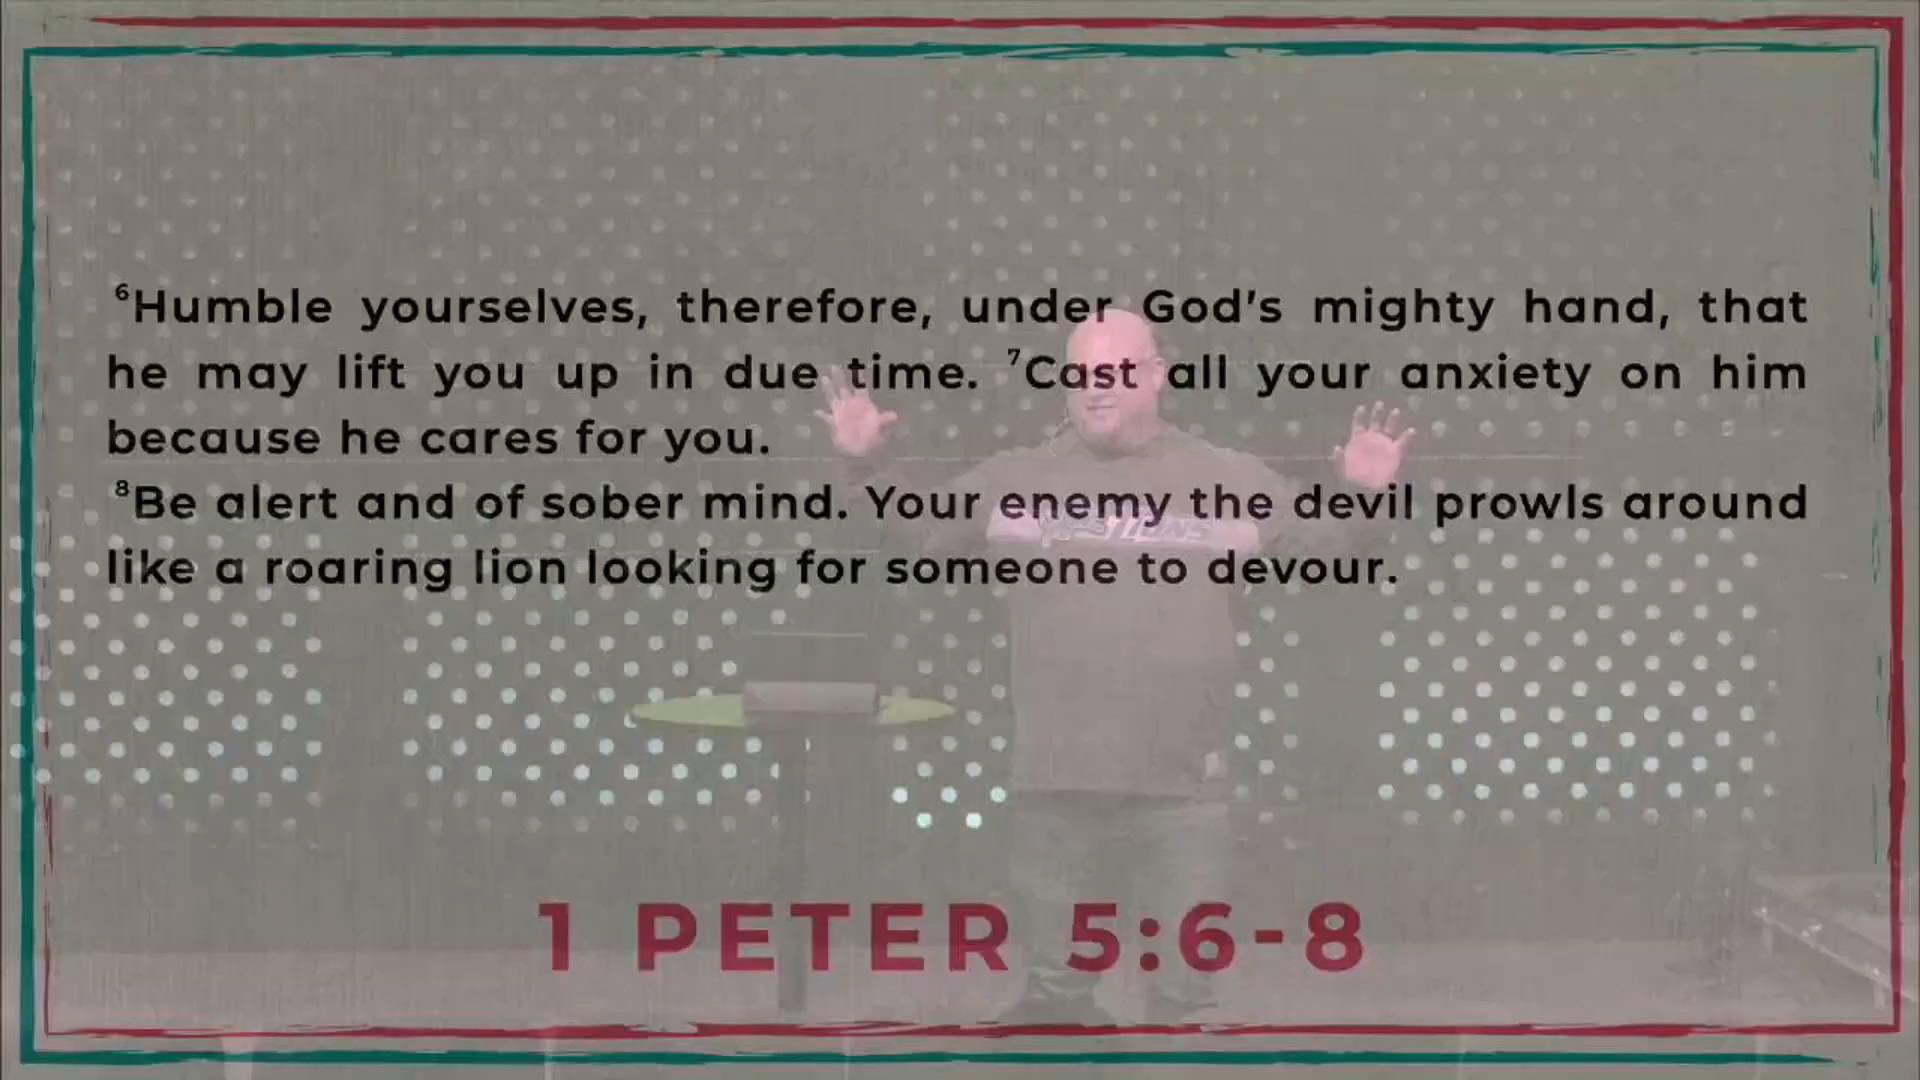 ⁶Humble yourselves, therefore, under God's mighty hand, that
he may lift you up in due time. ⁷Cast all your anxiety on him
because he cares for you.
⁸Be alert and of sober mind. Your enemy the devil prowls around
like a roaring lion looking for someone to devour.
1 PETER 5:6-8